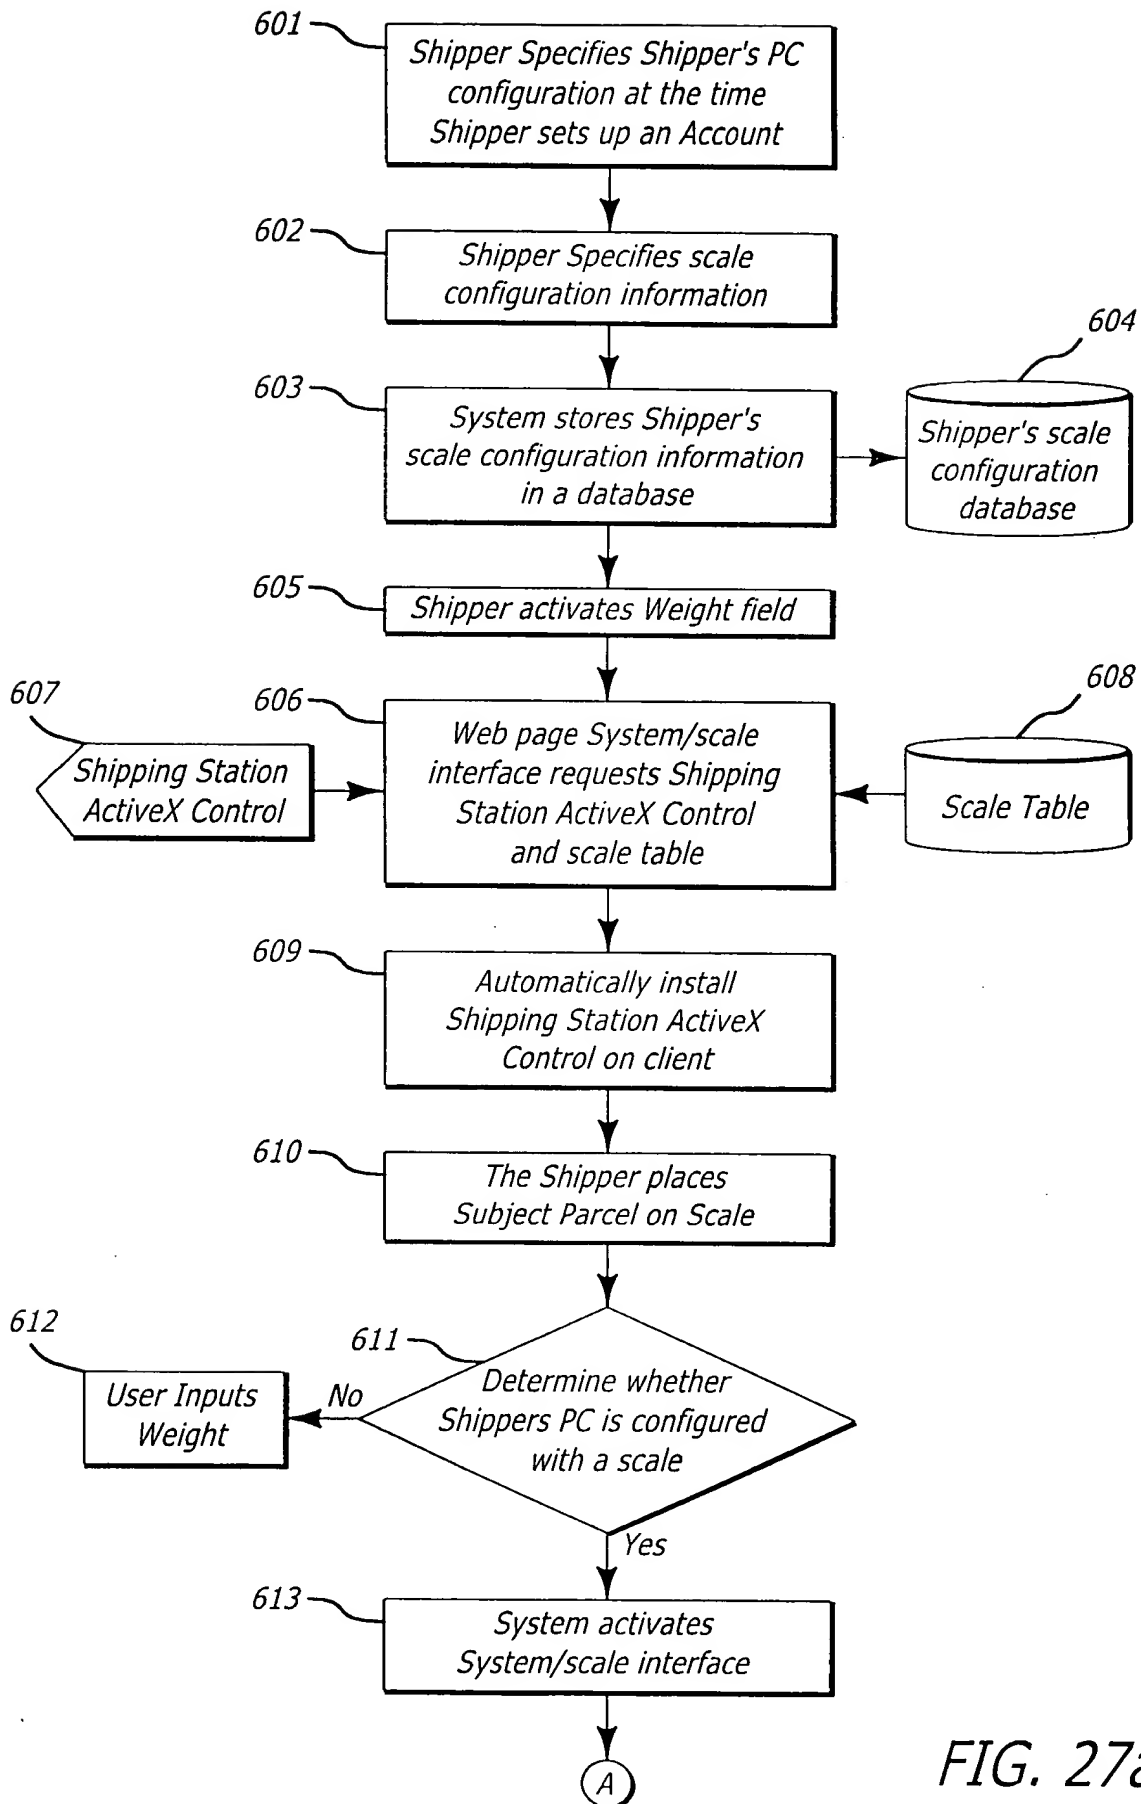 601
Shipper Specifies Shipper's PC
configuration at the time
Shipper sets up an Account
602
Shipper Specifies scale
configuration information
603
System stores Shipper's
scale configuration information
in a database
604
Shipper's scale
configuration
database
605
Shipper activates Weight field
606
Web page System/scale
interface requests Shipping
Station ActiveX Control
and scale table
607
Shipping Station
ActiveX Control
608
Scale Table
609
Automatically install
Shipping Station ActiveX
Control on client
610
The Shipper places
Subject Parcel on Scale
611
Determine whether
Shippers PC is configured
with a scale
No
612
User Inputs
Weight
Yes
613
System activates
System/scale interface
A
FIG. 27a